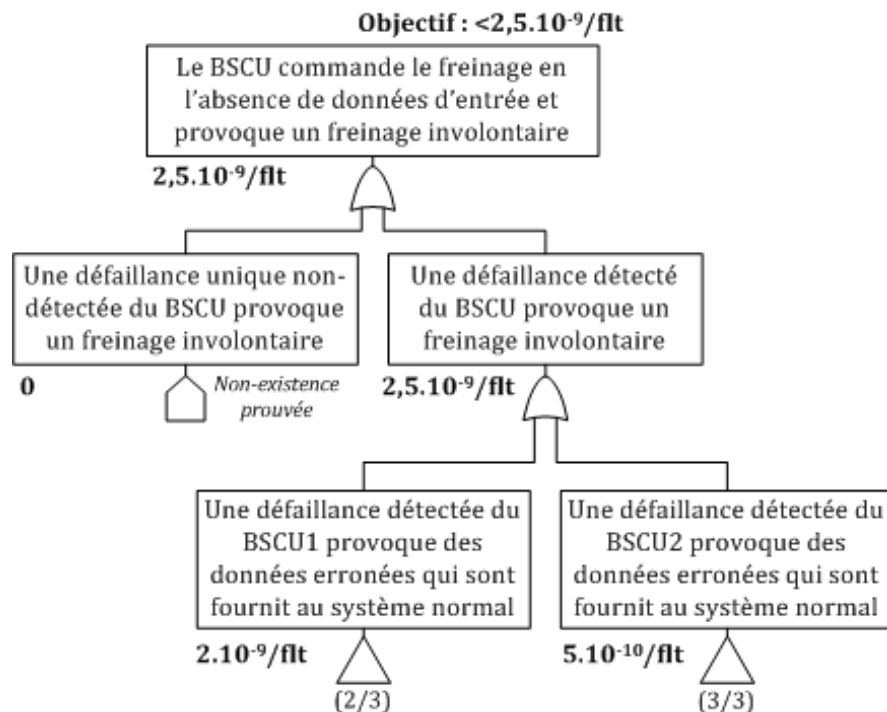 Objectif : <2,5.10⁻⁹/flt
Le BSCU commande le freinage en
l'absence de données d'entrée et
provoque un freinage involontaire
2,5.10⁻⁹/flt
Une défaillance unique non-
détectée du BSCU provoque
un freinage involontaire
0
Non-existence
prouvée
Une défaillance détecté
du BSCU provoque un
freinage involontaire
2,5.10⁻⁹/flt
Une défaillance détectée du
BSCU1 provoque des
données erronées qui sont
fournit au système normal
2.10⁻⁹/flt
(2/3)
Une défaillance détectée du
BSCU2 provoque des
données erronées qui sont
fournit au système normal
5.10⁻¹⁰/flt
(3/3)